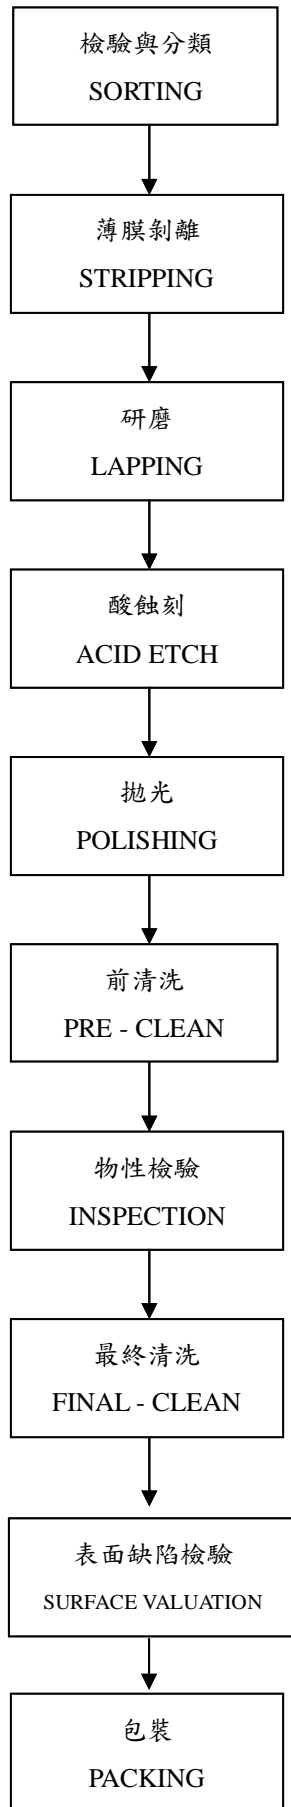 檢驗與分類
SORTING
薄膜剝離
STRIPPING
研磨
LAPPING
酸蝕刻
ACID ETCH
拋光
POLISHING
前清洗
PRE - CLEAN
物性檢驗
INSPECTION
最終清洗
FINAL - CLEAN
表面缺陷檢驗
SURFACE VALUATION
包裝
PACKING